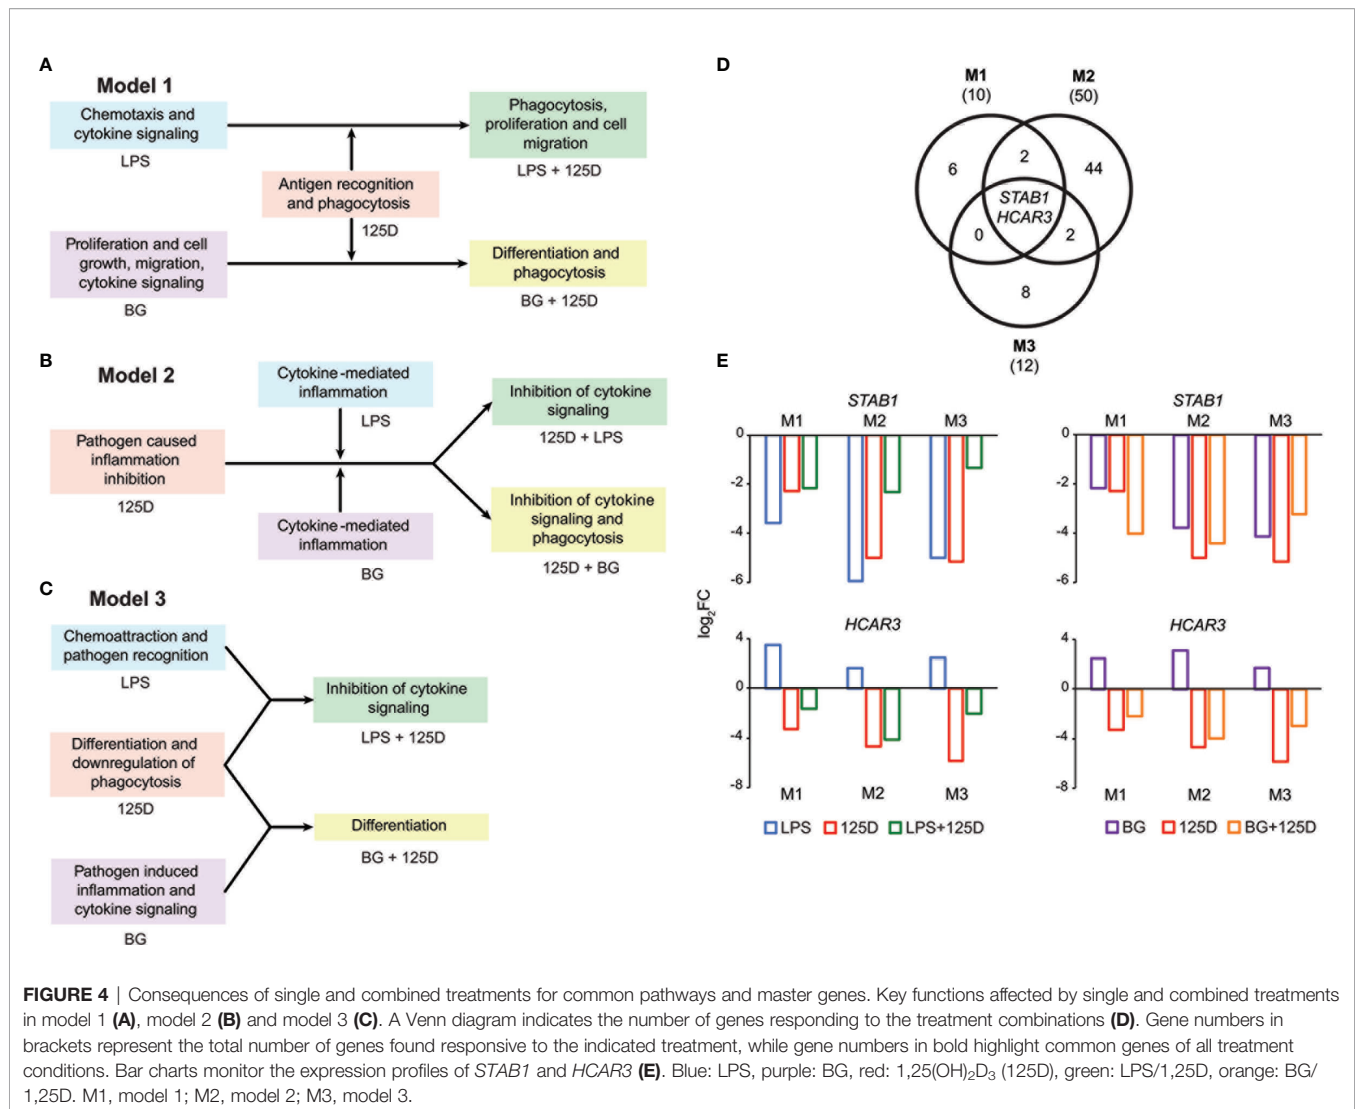 A
Model 1
Chemotaxis and
cytokine signaling
LPS
Phagocytosis,
proliferation and cell
migration
LPS + 125D
Antigen recognition
and phagocytosis
125D
Proliferation and cell
growth, migration,
cytokine signaling
BG
Differentiation and
phagocytosis
BG + 125D
B
Model 2
Cytokine-mediated
inflammation
LPS
Inhibition of cytokine
signaling
125D + LPS
Pathogen caused
inflammation
inhibition
125D
Cytokine-mediated
inflammation
BG
Inhibition of cytokine
signaling and
phagocytosis
125D + BG
C
Model 3
Chemoattraction and
pathogen recognition
LPS
Inhibition of cytokine
signaling
LPS + 125D
Differentiation and
downregulation of
phagocytosis
125D
Differentiation
BG + 125D
Pathogen induced
inflammation and
cytokine signaling
BG
D
M1
(10)
M2
(50)
6
2
44
STAB1
HCAR3
0
2
8
M3
(12)
E
STAB1
M1 M2 M3
0
-2
-4
-6
STAB1
M1 M2 M3
0
-2
-4
-6
log2FC
HCAR3
4
0
-4
-8
M1 M2 M3
LPS 125D LPS+125D
HCAR3
4
0
-4
-8
M1 M2 M3
BG 125D BG+125D
FIGURE 4 | Consequences of single and combined treatments for common pathways and master genes. Key functions affected by single and combined treatments
in model 1 (A), model 2 (B) and model 3 (C). A Venn diagram indicates the number of genes responding to the treatment combinations (D). Gene numbers in
brackets represent the total number of genes found responsive to the indicated treatment, while gene numbers in bold highlight common genes of all treatment
conditions. Bar charts monitor the expression profiles of STAB1 and HCAR3 (E). Blue: LPS, purple: BG, red: 1,25(OH)2D3 (125D), green: LPS/1,25D, orange: BG/
1,25D. M1, model 1; M2, model 2; M3, model 3.